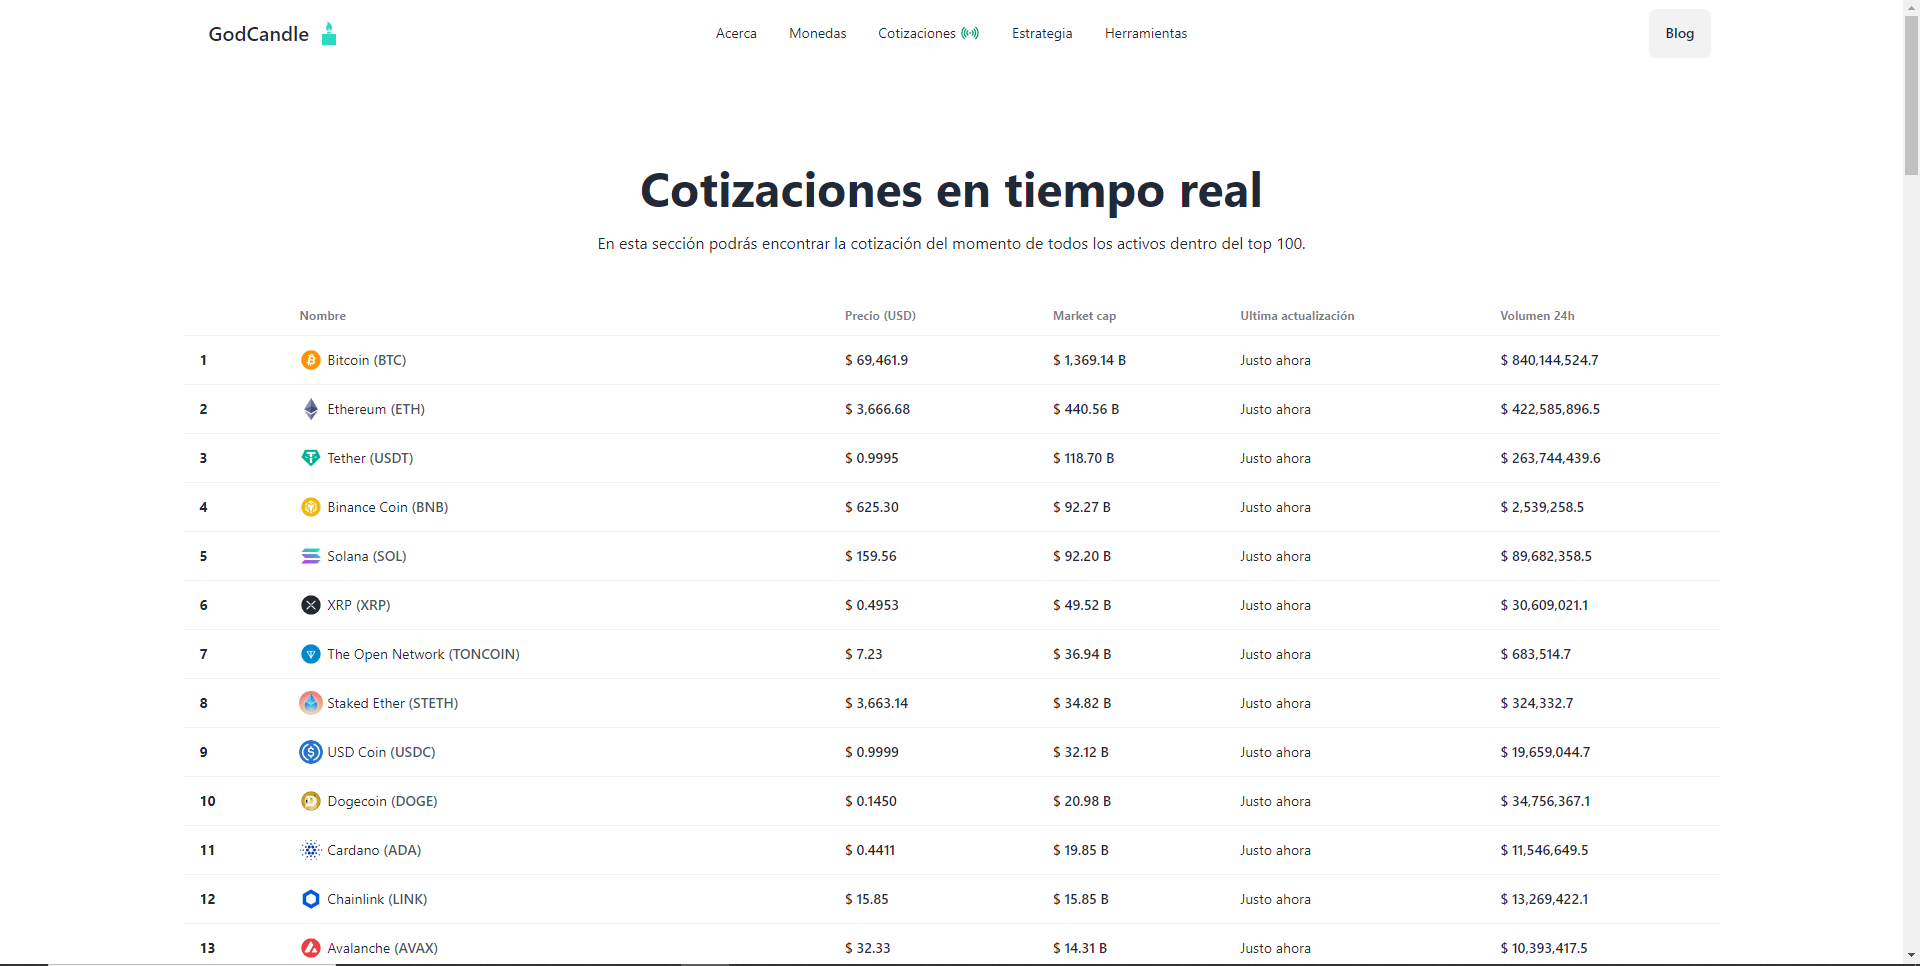 GodCandle
Acerca Monedas Cotizaciones Estrategia Herramientas
Blog
Cotizaciones en tiempo real
En esta sección podrás encontrar la cotización del momento de todos los activos dentro del top 100.
Nombre Precio (USD) Market cap Ultima actualización Volumen 24h
1 Bitcoin (BTC) $ 69,461.9 $ 1,369.14 B Justo ahora $ 840,144,524.7
2 Ethereum (ETH) $ 3,666.68 $ 440.56 B Justo ahora $ 422,585,896.5
3 Tether (USDT) $ 0.9995 $ 118.70 B Justo ahora $ 263,744,439.6
4 Binance Coin (BNB) $ 625.30 $ 92.27 B Justo ahora $ 2,539,258.5
5 Solana (SOL) $ 159.56 $ 92.20 B Justo ahora $ 89,682,358.5
6 XRP (XRP) $ 0.4953 $ 49.52 B Justo ahora $ 30,609,021.1
7 The Open Network (TONCOIN) $ 7.23 $ 36.94 B Justo ahora $ 683,514.7
8 Staked Ether (STETH) $ 3,663.14 $ 34.82 B Justo ahora $ 324,332.7
9 USD Coin (USDC) $ 0.9999 $ 32.12 B Justo ahora $ 19,659,044.7
10 Dogecoin (DOGE) $ 0.1450 $ 20.98 B Justo ahora $ 34,756,367.1
11 Cardano (ADA) $ 0.4411 $ 19.85 B Justo ahora $ 11,546,649.5
12 Chainlink (LINK) $ 15.85 $ 15.85 B Justo ahora $ 13,269,422.1
13 Avalanche (AVAX) $ 32.33 $ 14.31 B Justo ahora $ 10,393,417.5